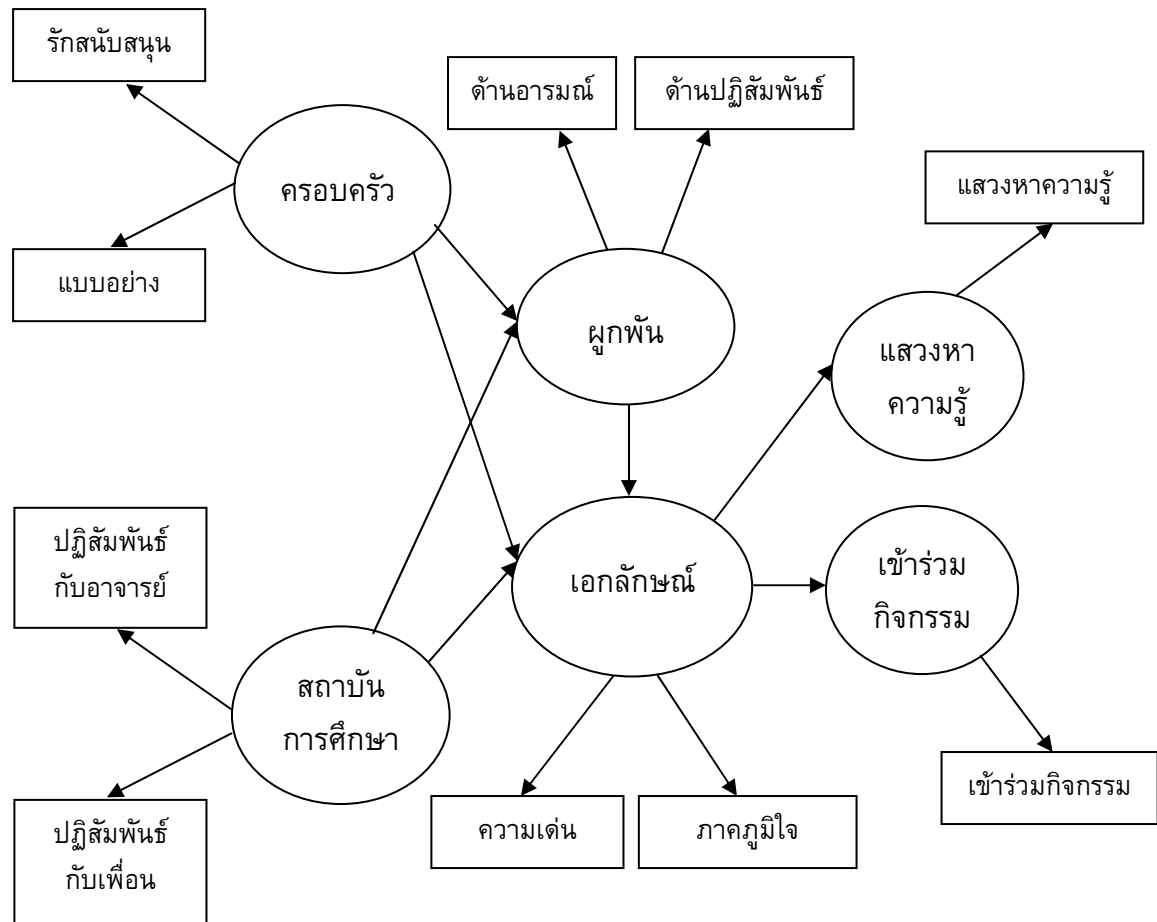 รักสนับสนุน
ด้านอารมณ์
ด้านปฏิสัมพันธ์
ครอบครัว
แสวงหาความรู้
แบบอย่าง
ผูกพัน
แสวงหา
ความรู้
ปฏิสัมพันธ์
กับอาจารย์
เอกลักษณ์
เข้าร่วม
กิจกรรม
สถาบัน
การศึกษา
เข้าร่วมกิจกรรม
ความเด่น
ภาคภูมิใจ
ปฏิสัมพันธ์
กับเพื่อน